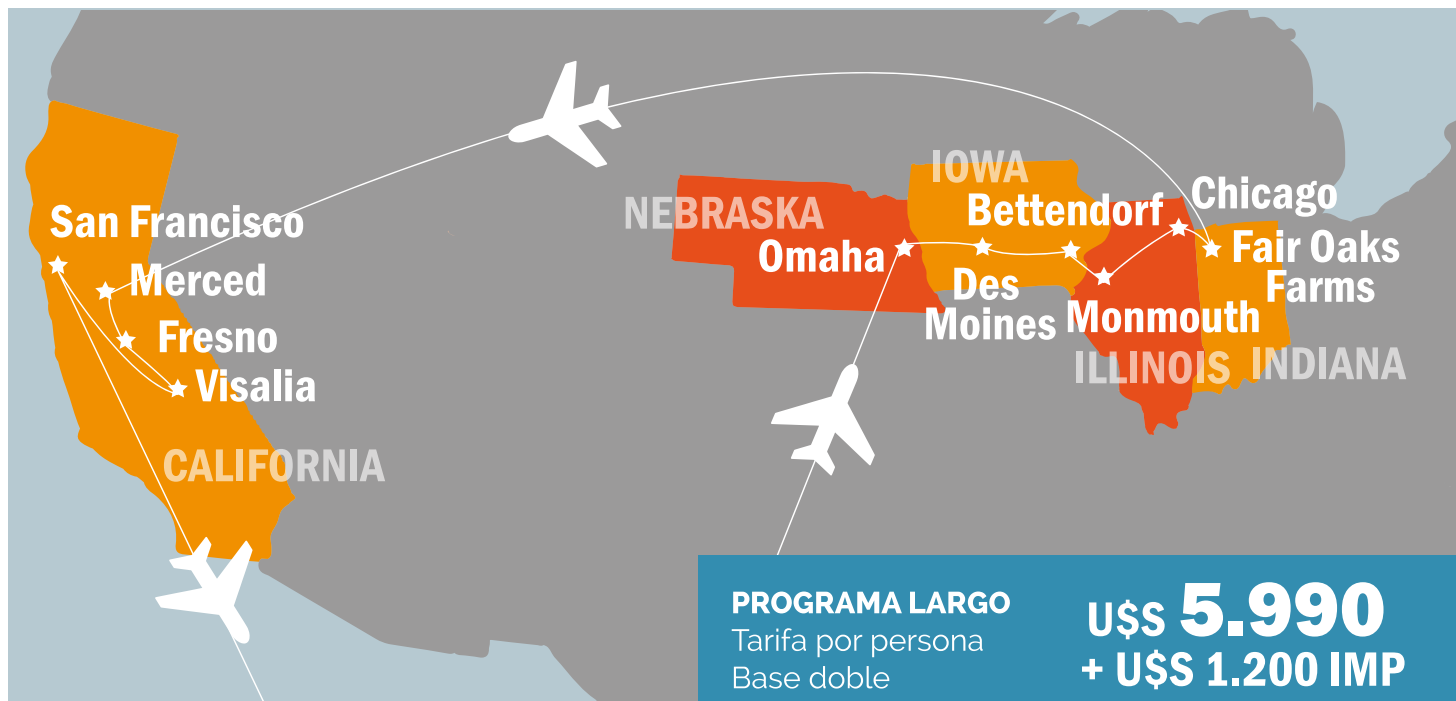 IOWA
NEBRASKA
Bettendorf
Chicago
San Francisco
Omaha
Fair Oaks
Farms
Merced
Des
Moines
Monmouth
Fresno
ILLINOIS
INDIANA
Visalia
CALIFORNIA
PROGRAMA LARGO
Tarifa por persona
Base doble
U$S 5.990
+ U$S 1.200 IMP